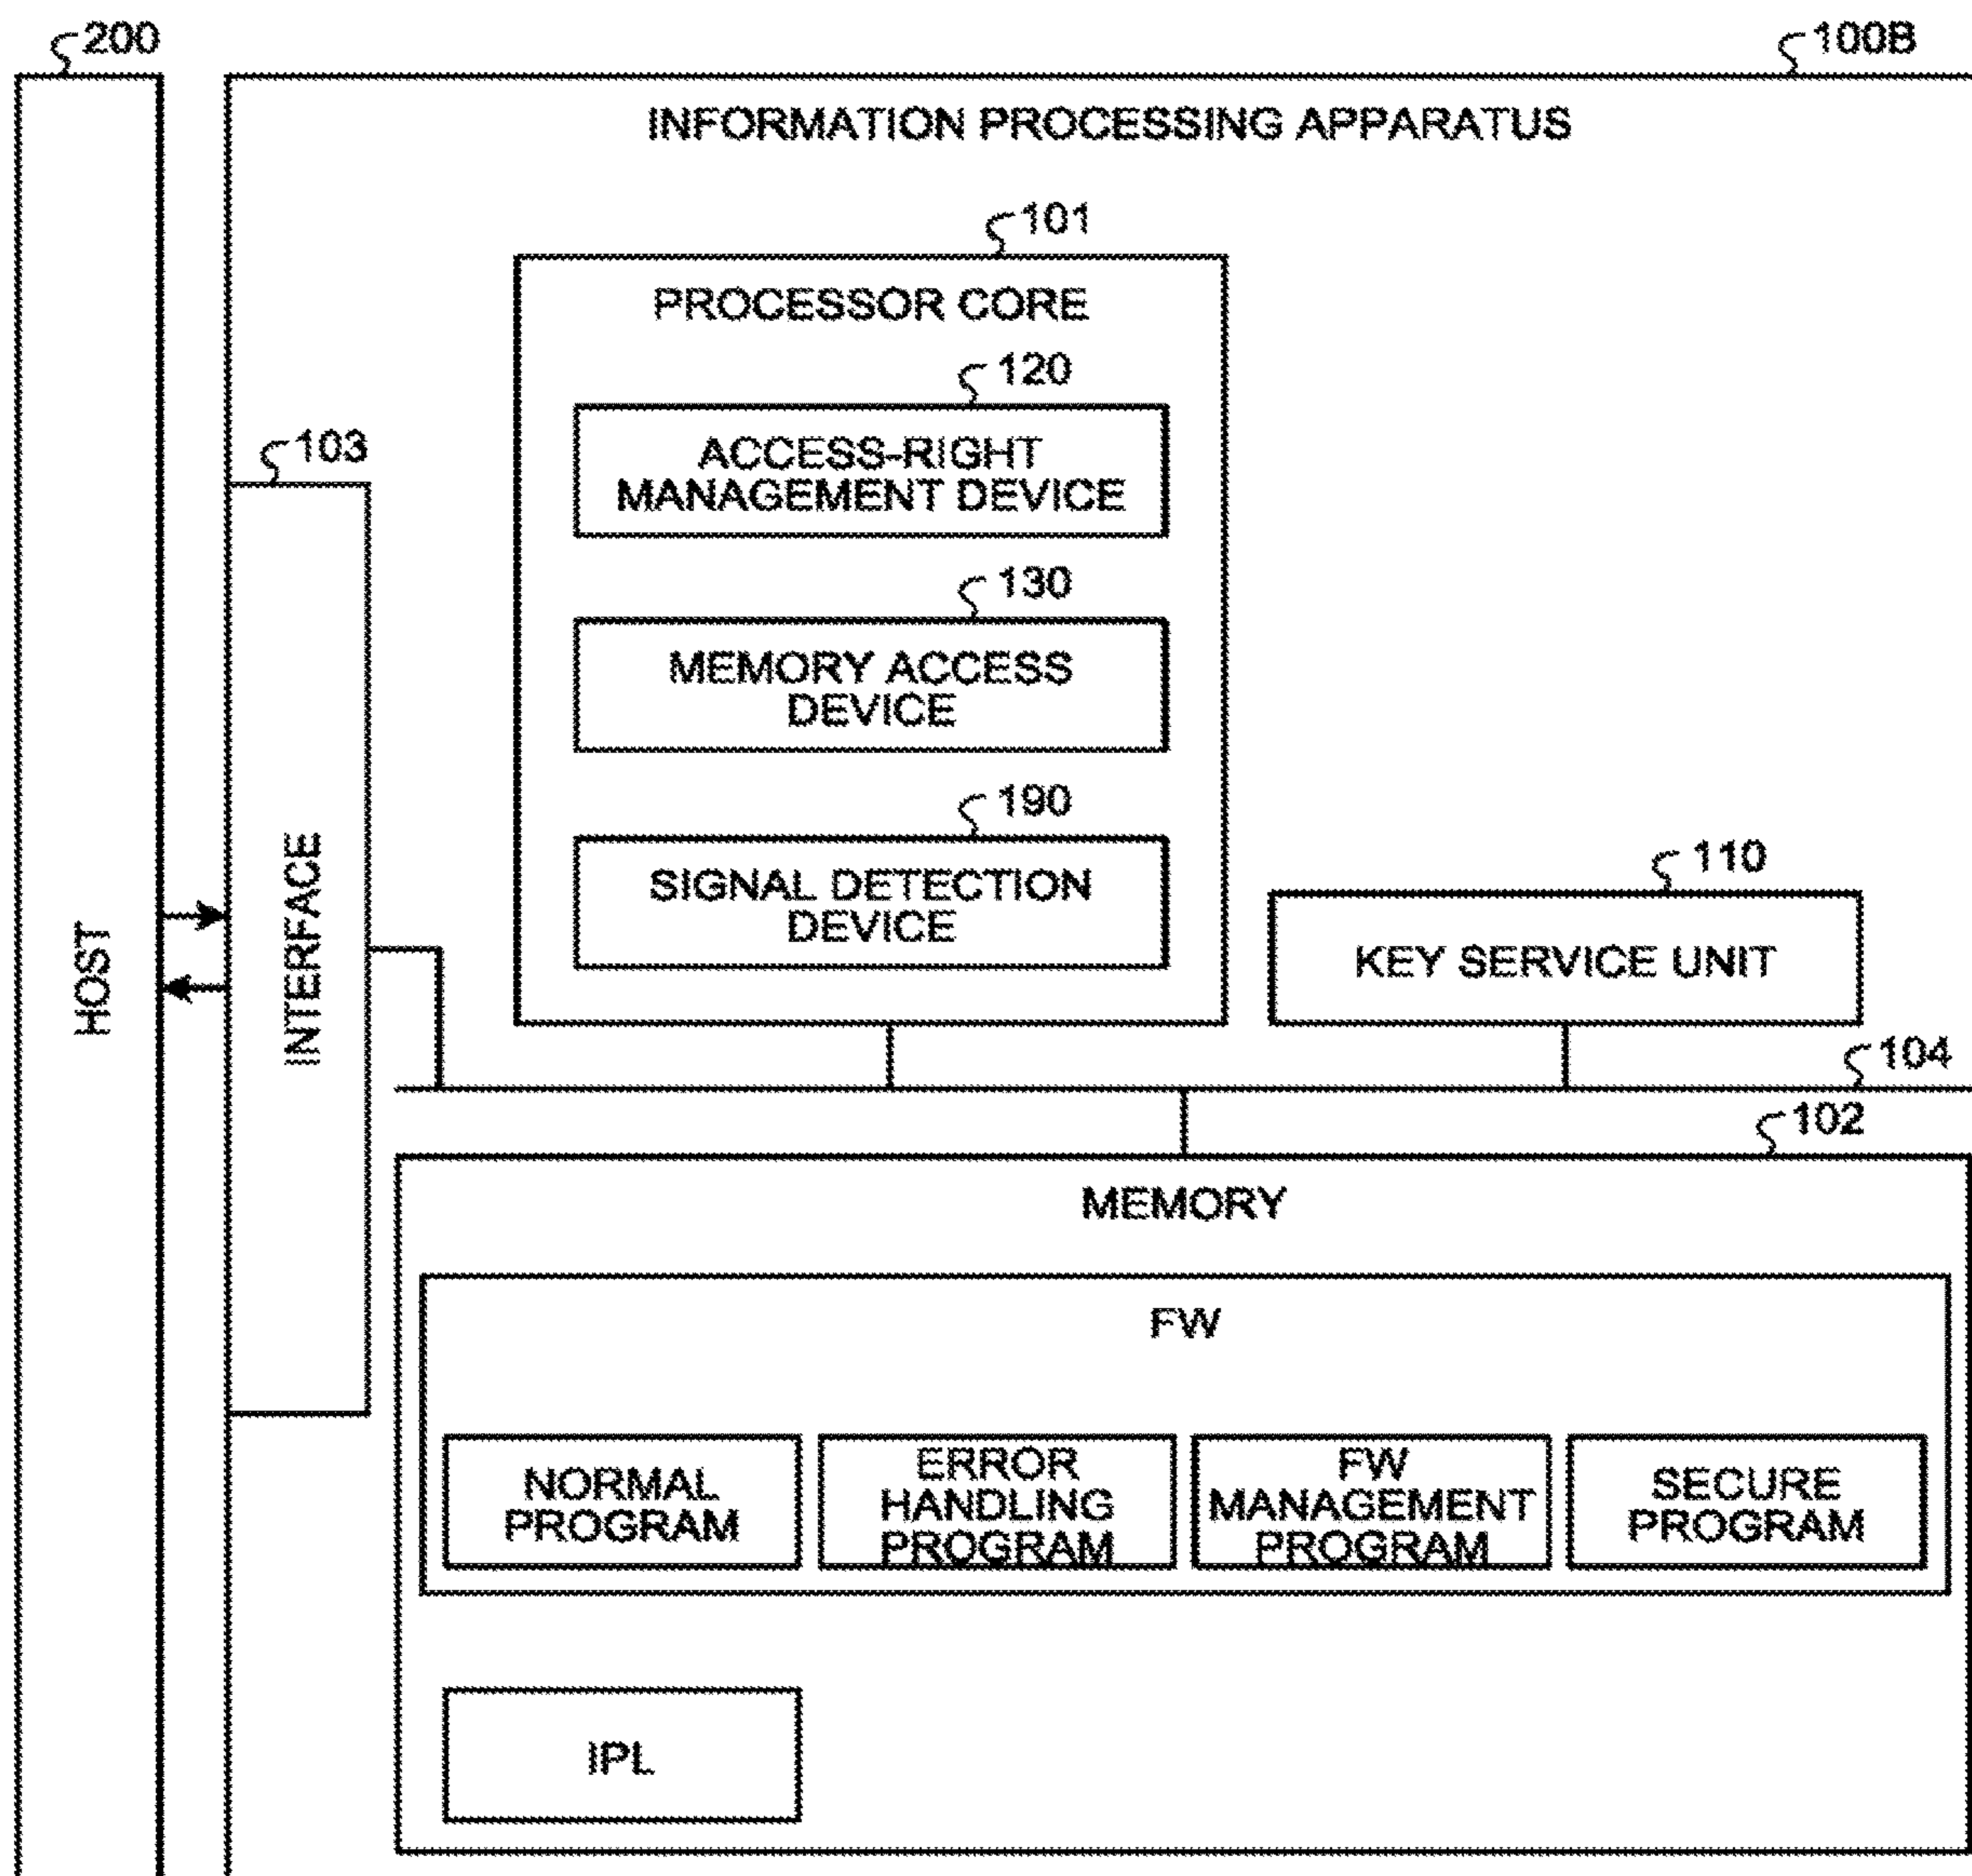 200
100B
INFORMATION PROCESSING APPARATUS
101
PROCESSOR CORE
120
ACCESS-RIGHT
MANAGEMENT DEVICE
103
130
MEMORY ACCESS
DEVICE
190
SIGNAL DETECTION
DEVICE
110
KEY SERVICE UNIT
HOST
INTERFACE
104
102
MEMORY
FW
NORMAL
PROGRAM
ERROR
HANDLING
PROGRAM
FW
MANAGEMENT
PROGRAM
SECURE
PROGRAM
IPL